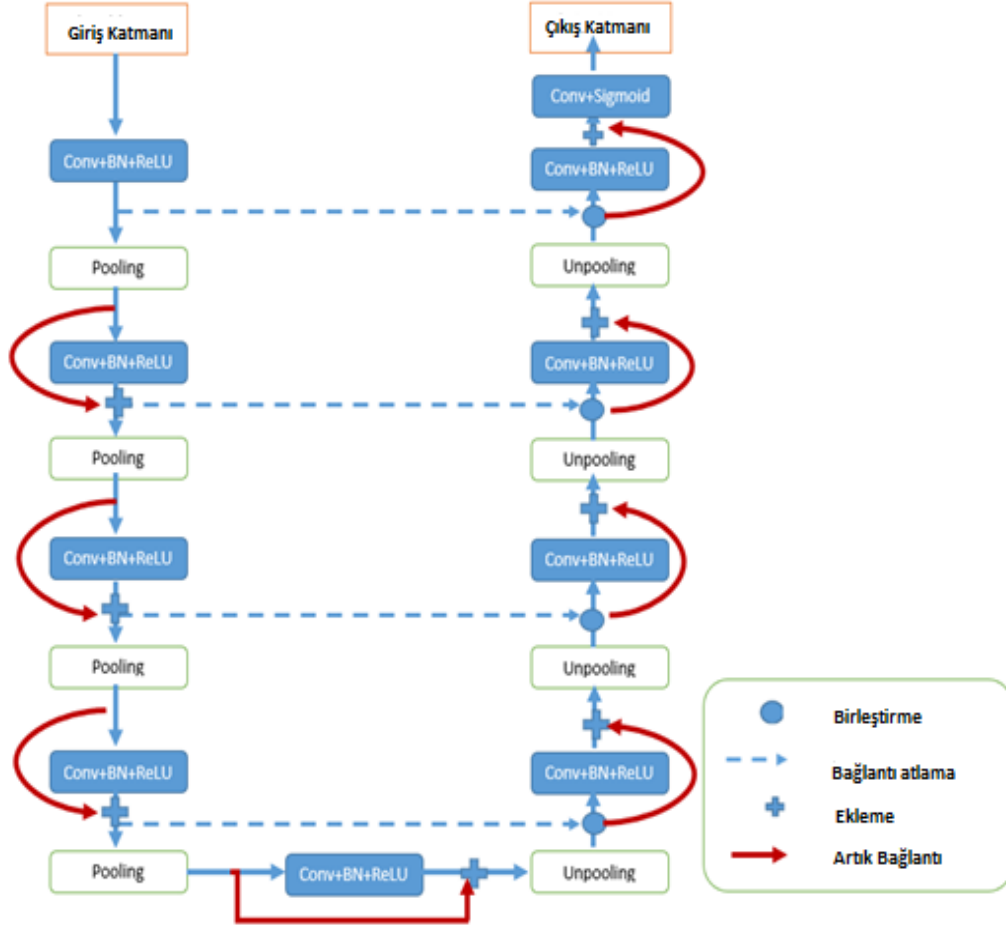 Giriş Katmanı
Conv+BN+ReLU
Pooling
Conv+BN+ReLU
Pooling
Conv+BN+ReLU
Pooling
Conv+BN+ReLU
Pooling
Conv+BN+ReLU
Çıkış Katmanı
Conv+Sigmoid
Conv+BN+ReLU
Unpooling
Conv+BN+ReLU
Unpooling
Conv+BN+ReLU
Unpooling
Conv+BN+ReLU
Unpooling
Birleştirme
Bağlantı atlama
Ekleme
Artık Bağlantı